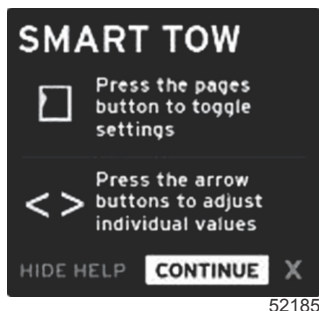 SMART TOW
Press the pages
button to toggle
settings
< >
Press the arrow
buttons to adjust
individual values
HIDE HELP CONTINUE X
52185